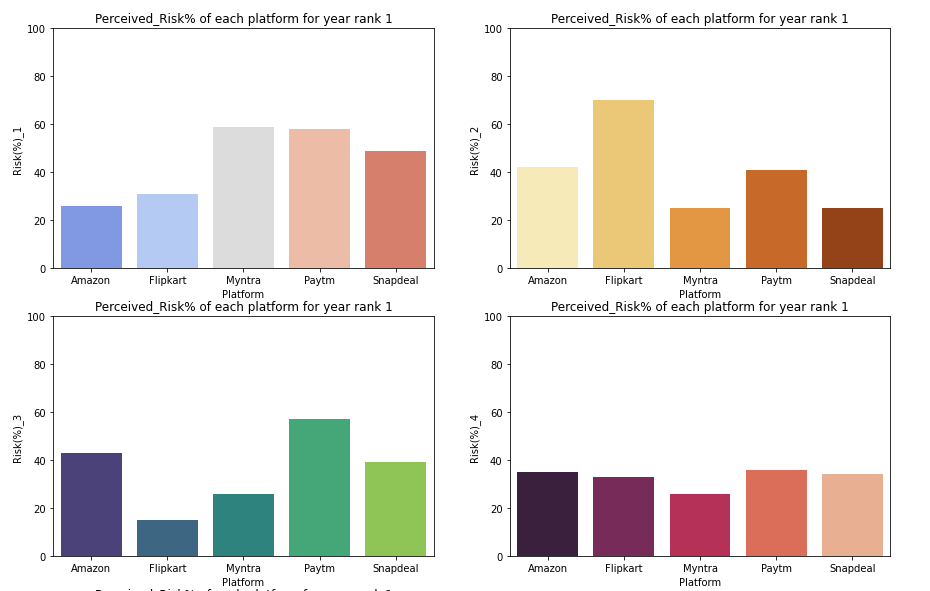 Perceived_Risk% of each platform for year rank 1
100
80
60
40
20
0
Risk(%)_1
Amazon Flipkart Myntra Paytm Snapdeal
Platform
Perceived_Risk% of each platform for year rank 1
100
80
60
40
20
0
Risk(%)_2
Amazon Flipkart Myntra Paytm Snapdeal
Platform
Perceived_Risk% of each platform for year rank 1
100
80
60
40
20
0
Risk(%)_3
Amazon Flipkart Myntra Paytm Snapdeal
Platform
Perceived_Risk% of each platform for year rank 1
100
80
60
40
20
0
Risk(%)_4
Amazon Flipkart Myntra Paytm Snapdeal
Platform